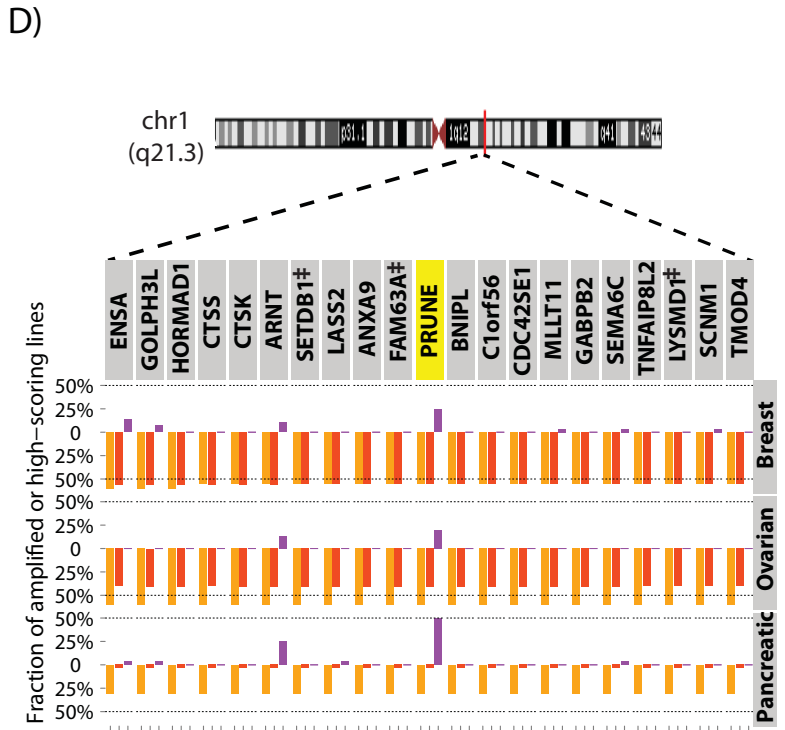 D)
chr1
(q21.3)
p31.1 1q12 q41 43 44
ENSA GOLPH3L HORMAD1 CTSS CTSK ARNT SETDB1‡ LASS2 ANXA9 FAM63A‡ PRUNE BNIPL C1orf56 CDC42SE1 MLLT11 GABPB2 SEMA6C TNFAIP8L2 LYSMD1‡ SCNM1 TMOD4
Fraction of amplified or high–scoring lines
50%
25%
0
25%
50%
Breast
50%
25%
0
25%
50%
Ovarian
50%
25%
0
25%
50%
Pancreatic